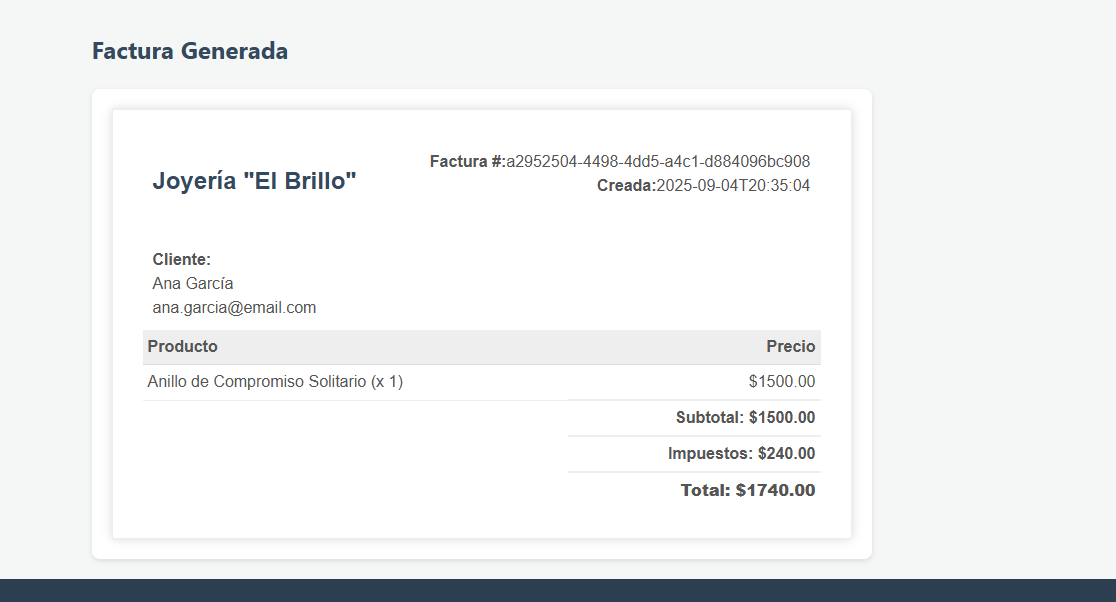 Factura Generada
Joyería "El Brillo"
Factura #:a2952504-4498-4dd5-a4c1-d884096bc908
Creada:2025-09-04T20:35:04
Cliente:
Ana García
ana.garcia@email.com
Producto Precio
Anillo de Compromiso Solitario (x 1) $1500.00
Subtotal: $1500.00
Impuestos: $240.00
Total: $1740.00